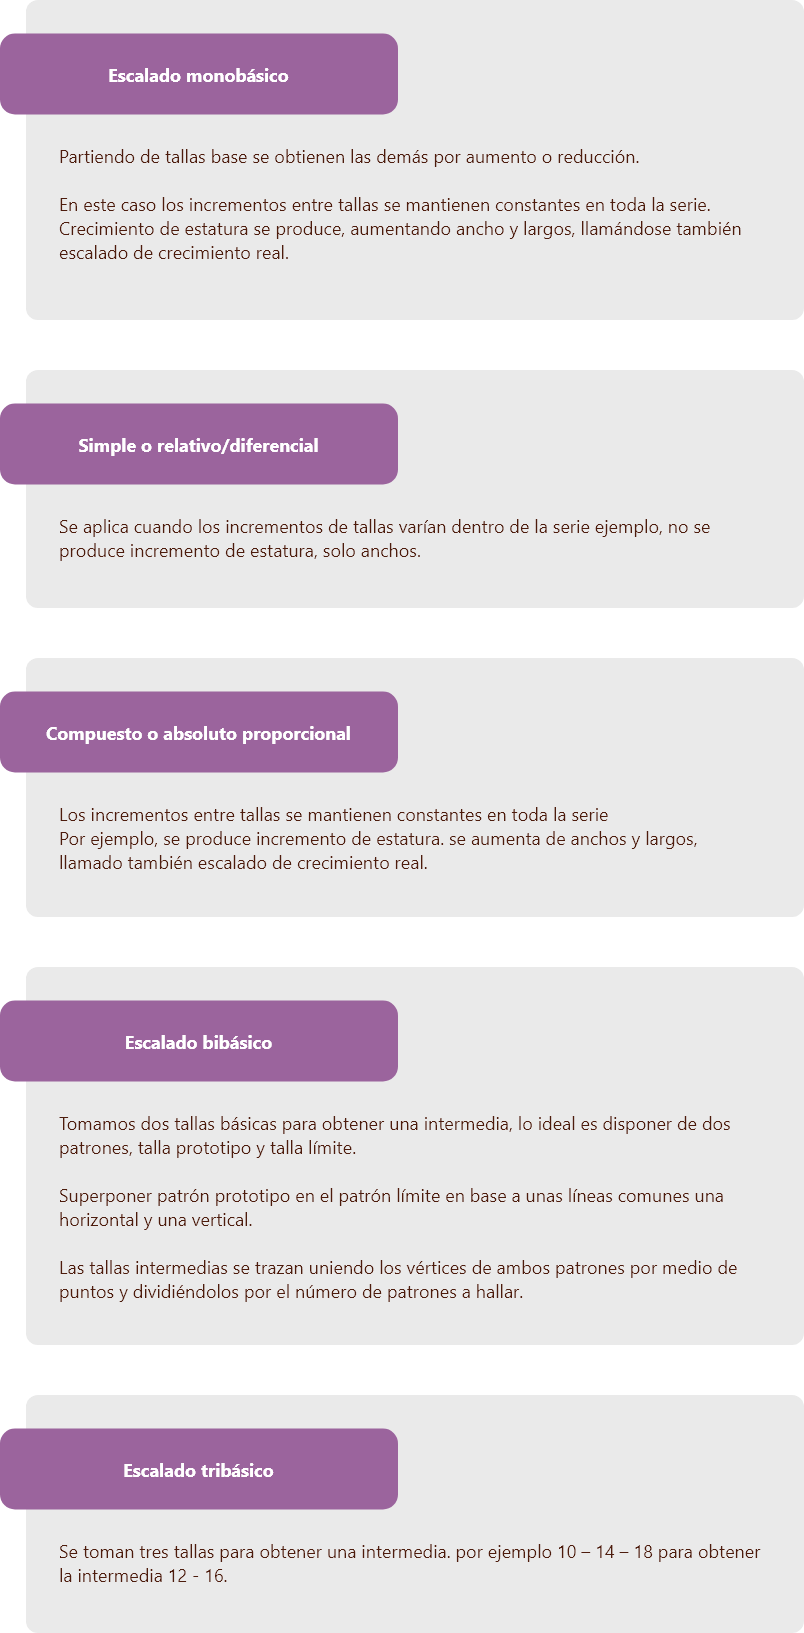 Escalado monobásico
Partiendo de tallas base se obtienen las demás por aumento o reducción.
En este caso los incrementos entre tallas se mantienen constantes en toda la serie.
Crecimiento de estatura se produce, aumentando ancho y largos, llamándose también
escalado de crecimiento real.
Simple o relativo/diferencial
Se aplica cuando los incrementos de tallas varían dentro de la serie ejemplo, no se
produce incremento de estatura, solo anchos.
Compuesto o absoluto proporcional
Los incrementos entre tallas se mantienen constantes en toda la serie
Por ejemplo, se produce incremento de estatura. se aumenta de anchos y largos,
llamado también escalado de crecimiento real.
Escalado bibásico
Tomamos dos tallas básicas para obtener una intermedia, lo ideal es disponer de dos
patrones, talla prototipo y talla límite.
Superponer patrón prototipo en el patrón límite en base a unas líneas comunes una
horizontal y una vertical.
Las tallas intermedias se trazan uniendo los vértices de ambos patrones por medio de
puntos y dividiéndolos por el número de patrones a hallar.
Escalado tribásico
Se toman tres tallas para obtener una intermedia. por ejemplo 10 – 14 – 18 para obtener
la intermedia 12 - 16.